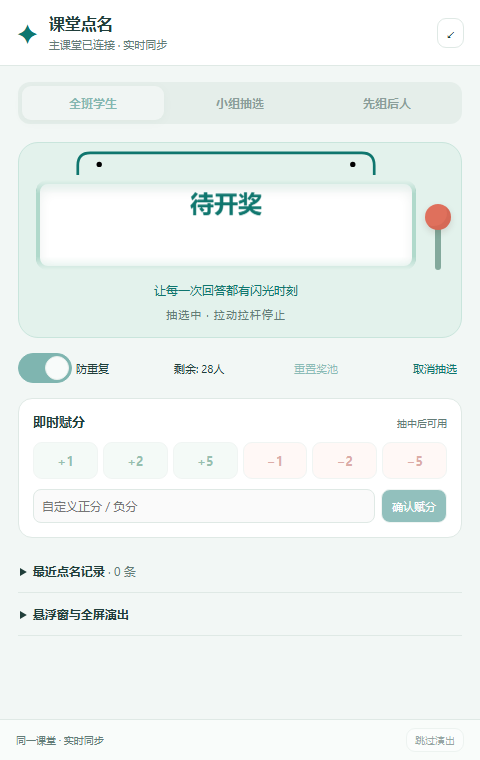 课堂点名
主课堂已连接 · 实时同步
全班学生 小组抽选 先组后人
待开奖
让每一次回答都有闪光时刻
抽选中 · 拉动拉杆停止
防重复 剩余: 28人 重置奖池 取消抽选
即时赋分 抽中后可用
+1 +2 +5 −1 −2 −5
自定义正分 / 负分 确认赋分
最近点名记录 · 0 条
悬浮窗与全屏演出
同一课堂 · 实时同步 跳过演出